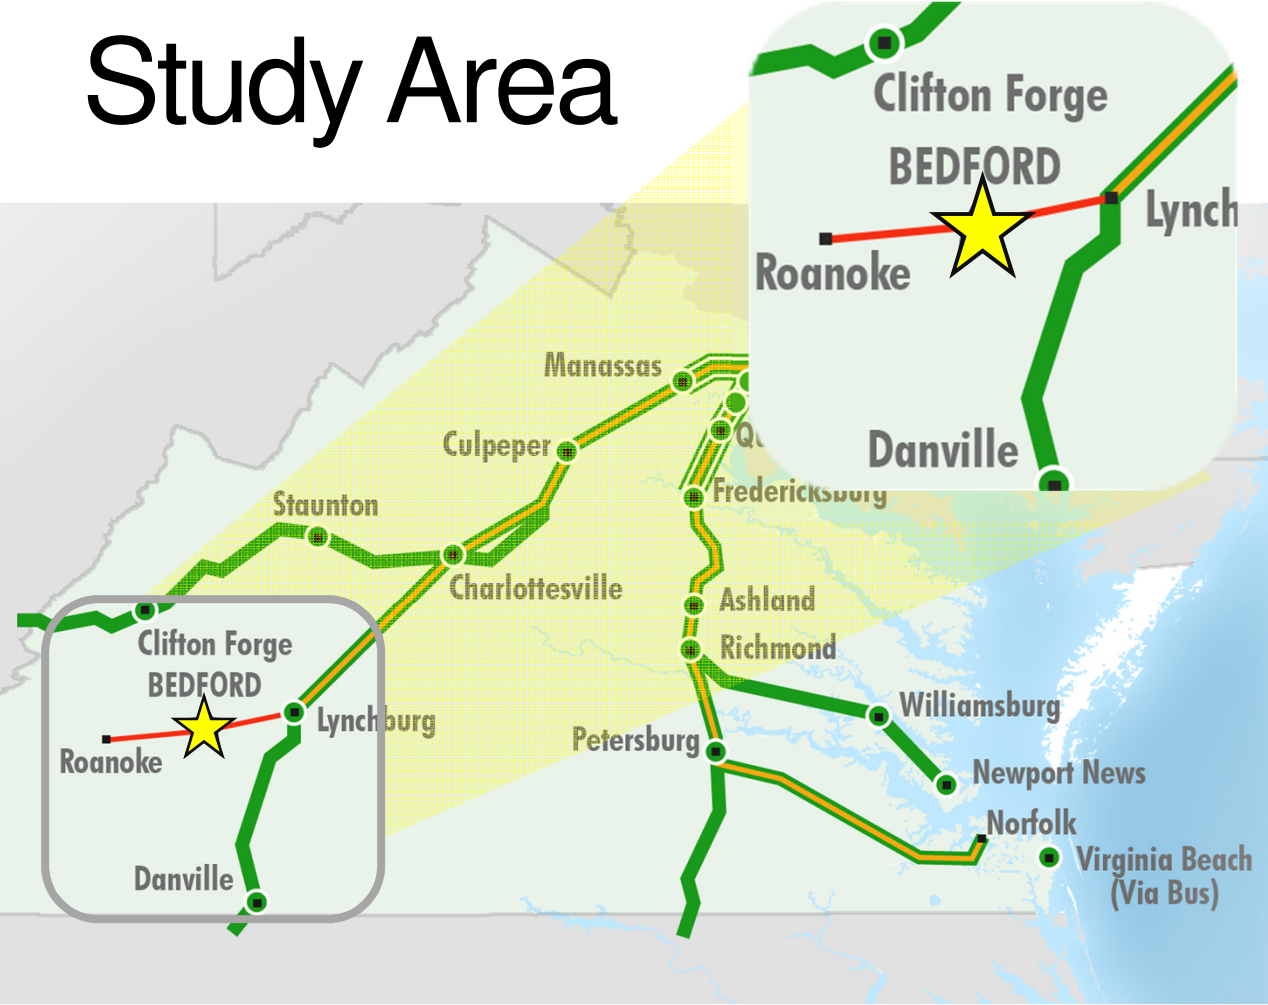 Study Area
Clifton Forge
BEDFORD
Lynch
Roanoke
Danville
Manassas
Culpeper
Qu
Fredericksburg
Staunton
Charlottesville
Ashland
Richmond
Clifton Forge
BEDFORD
Lynchburg
Roanoke
Williamsburg
Petersburg
Newport News
Norfolk
Virginia Beach
(Via Bus)
Danville